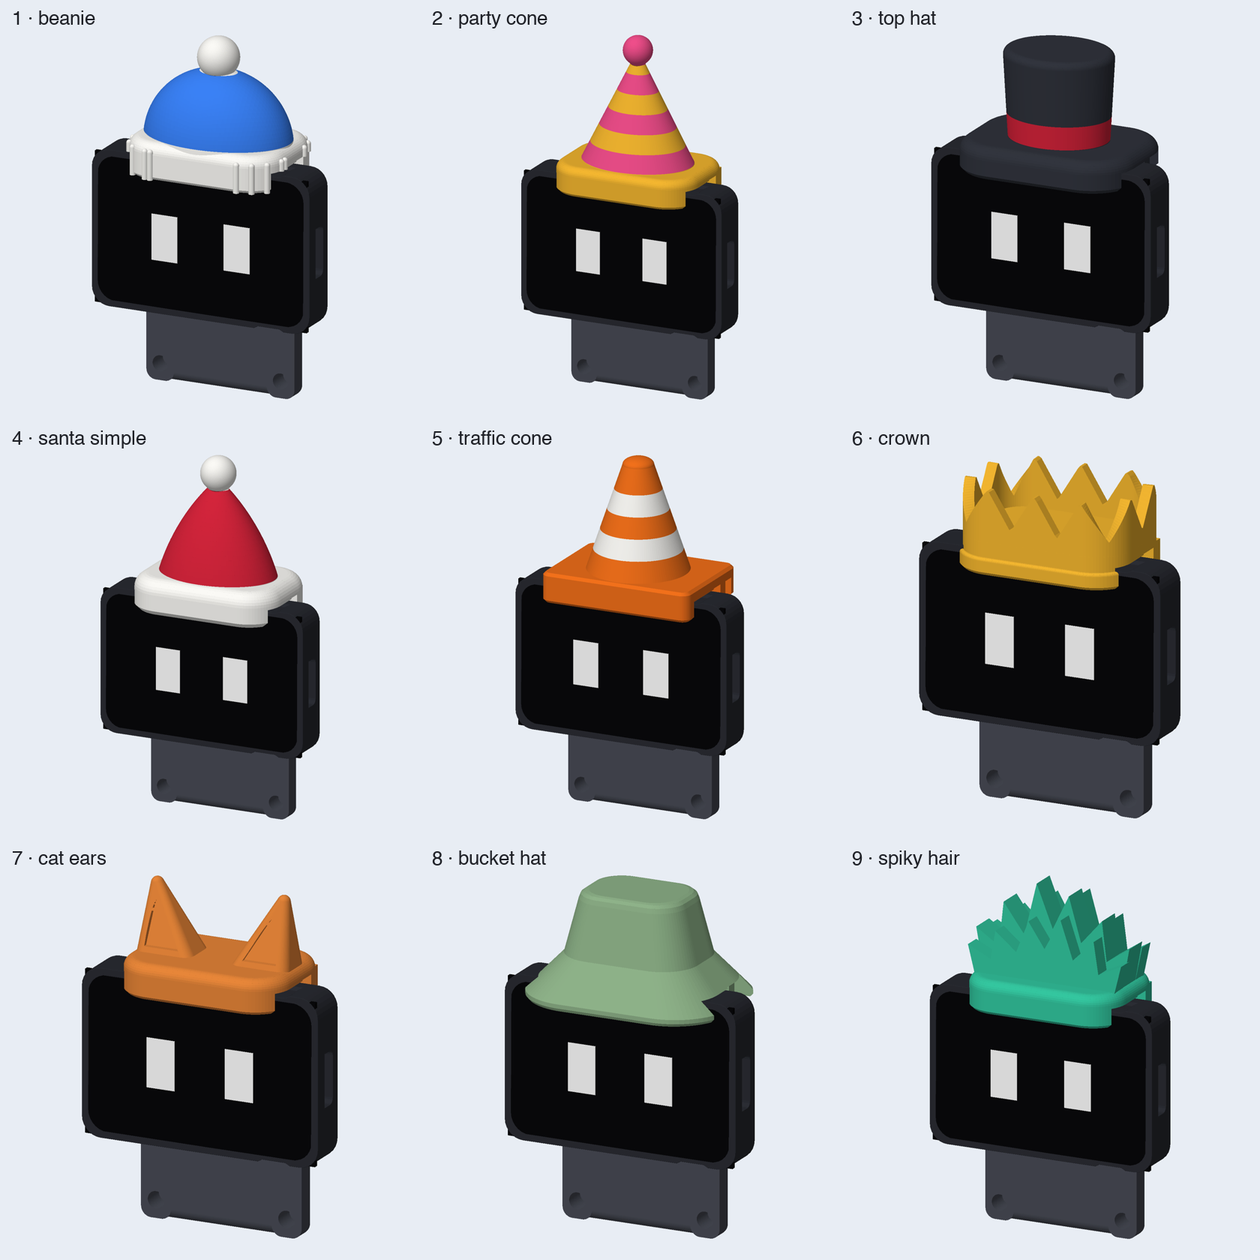 1 · beanie
2 · party cone
3 · top hat
4 · santa simple
5 · traffic cone
6 · crown
7 · cat ears
8 · bucket hat
9 · spiky hair